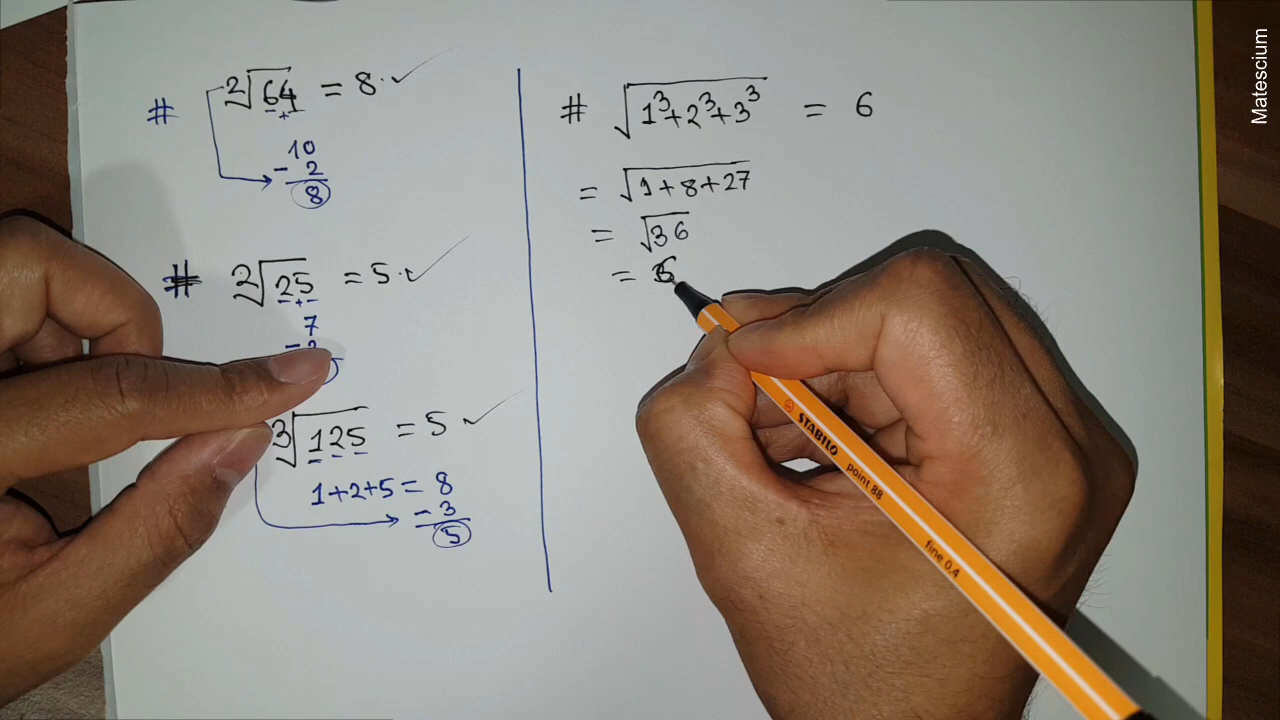 # ²√64 = 8.✓
+
10
- 2
8
# ²√25 = 5.✓
- + -
7
-
³√125 = 5 ✓
1+2+5 = 8
- 3
5
# √1³+2³+3³ = 6
= √1+8+27
= √36
=
STABILO point 88 fine 0,4
Matescium